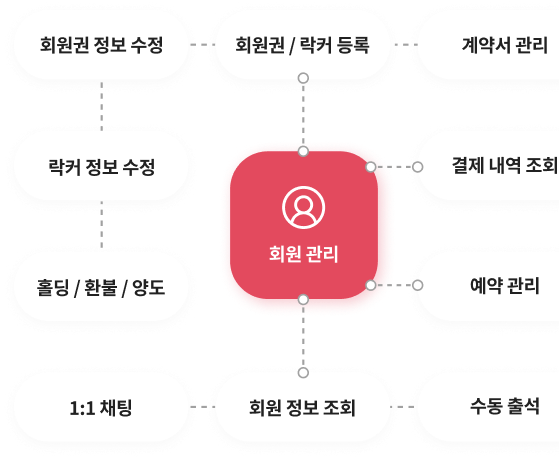 회원권 정보 수정
회원권 / 락커 등록
계약서 관리
락커 정보 수정
결제 내역 조회
회원 관리
홀딩 / 환불 / 양도
예약 관리
1:1 채팅
회원 정보 조회
수동 출석